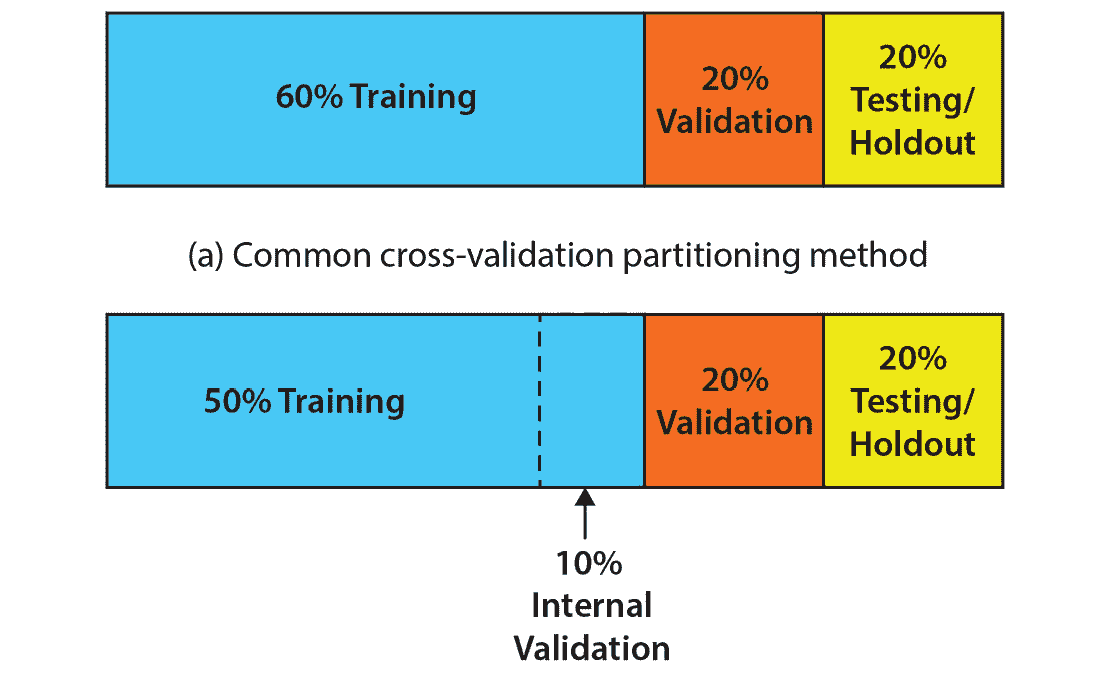 60% Training
20%
Validation
20%
Testing/
Holdout
(a) Common cross-validation partitioning method
50% Training
20%
Validation
20%
Testing/
Holdout
10%
Internal
Validation